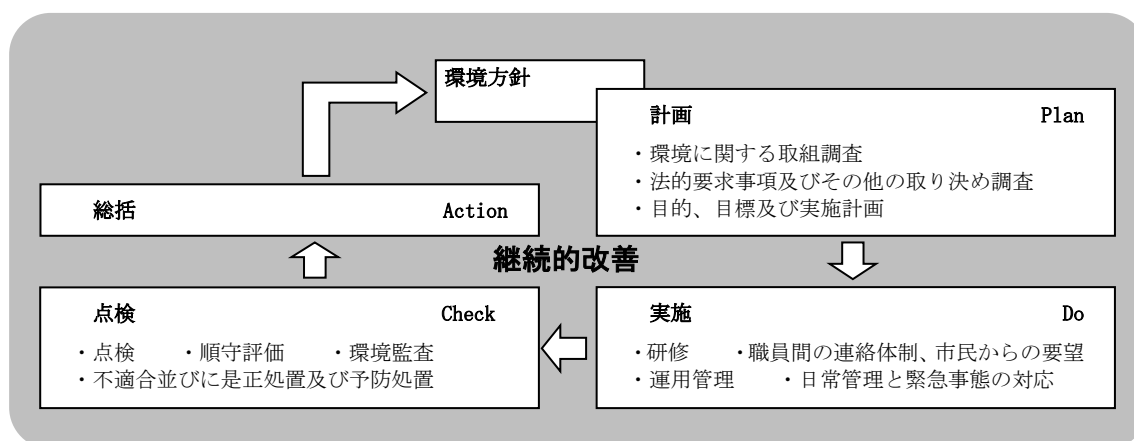 環境方針
計画 Plan
・環境に関する取組調査
・法的要求事項及びその他の取り決め調査
・目的、目標及び実施計画
総括 Action
継続的改善
点検 Check
・点検 ・順守評価 ・環境監査
・不適合並びに是正処置及び予防処置
実施 Do
・研修 ・職員間の連絡体制、市民からの要望
・運用管理 ・日常管理と緊急事態の対応